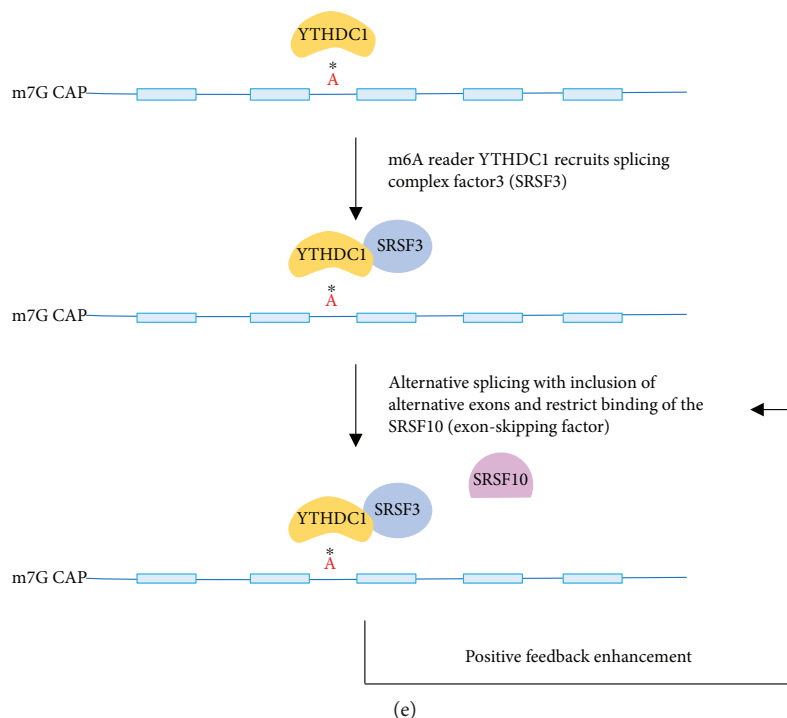 YTHDC1
*
A
m7G CAP
m6A reader YTHDC1 recruits splicing
complex factor3 (SRSF3)
SRSF3
YTHDC1
*
A
m7G CAP
Alternative splicing with inclusion of
alternative exons and restrict binding of the
SRSF10 (exon-skipping factor)
SRSF10
SRSF3
YTHDC1
*
A
m7G CAP
Positive feedback enhancement
(e)